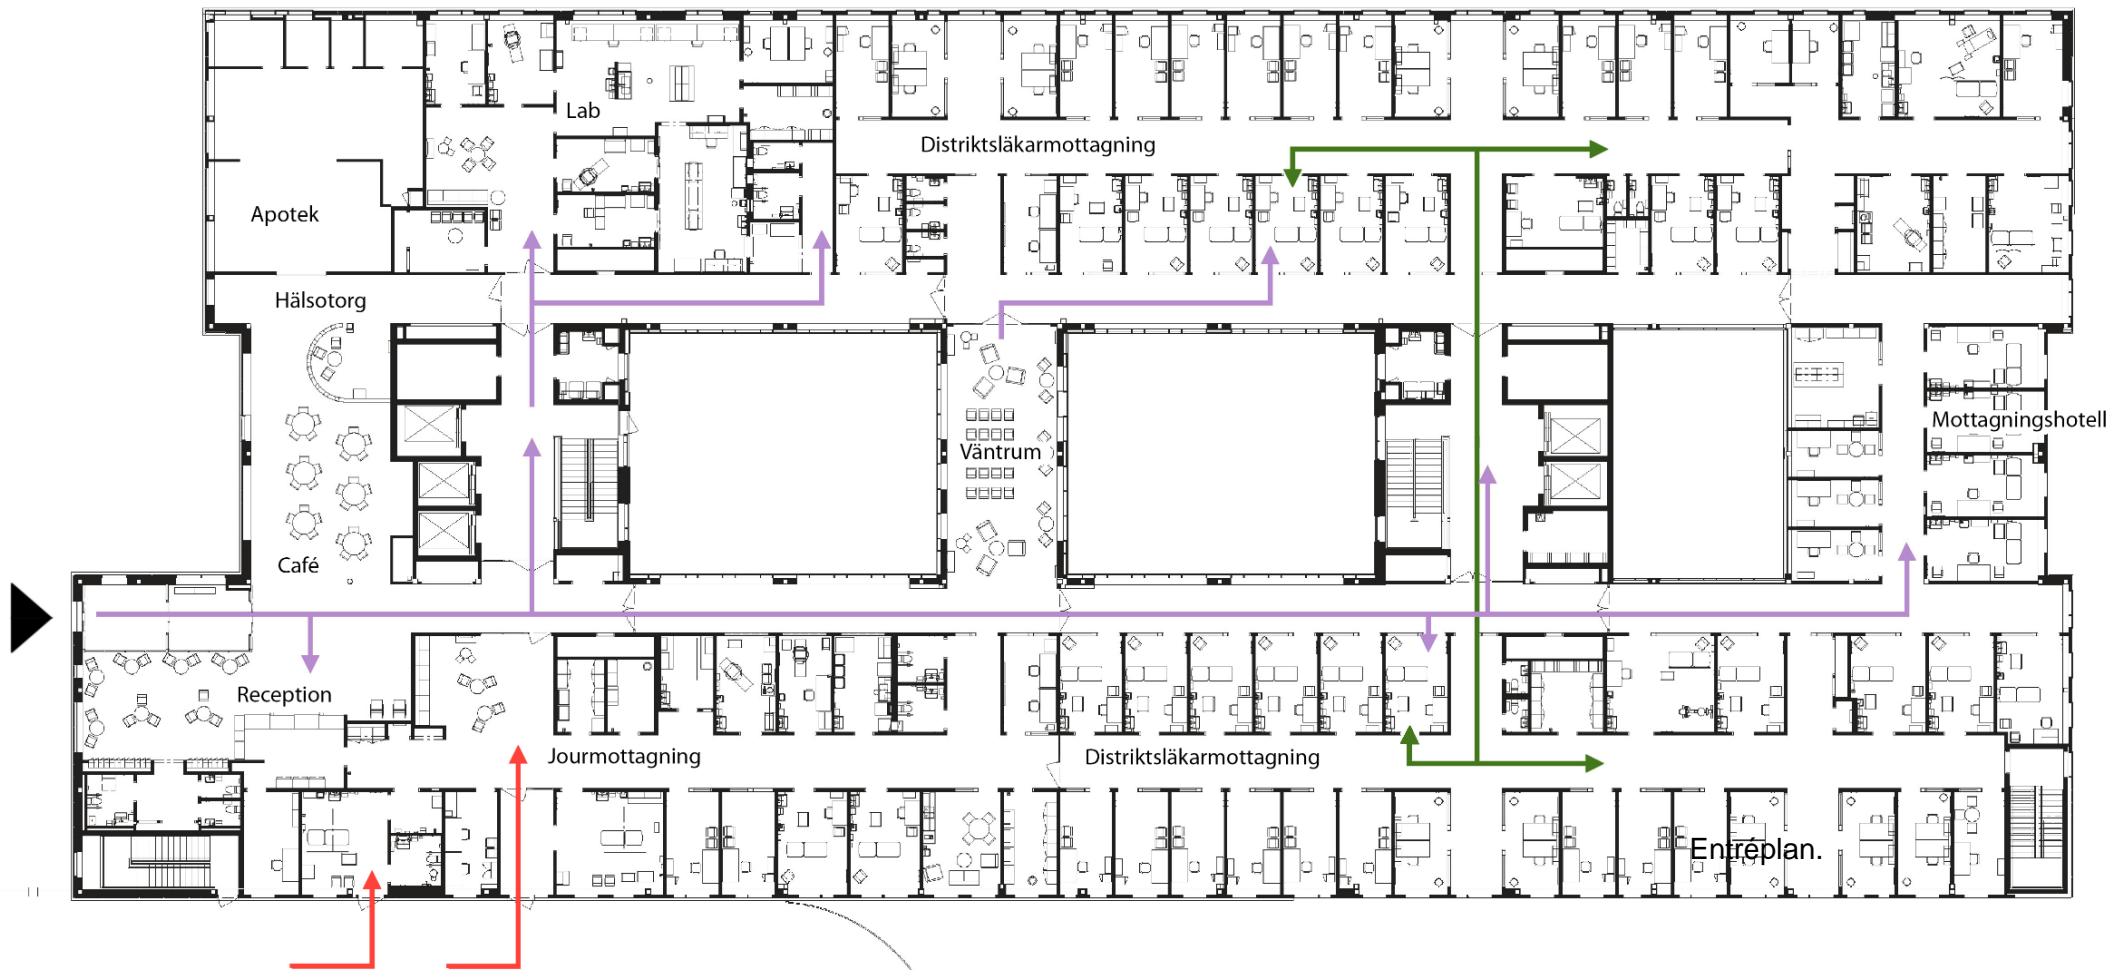 Lab
Distriktsläkarmottagning
Apotek
Hälsotorg
Mottagningshotell
Väntrum
Café
Reception
Jourmottagning
Distriktsläkarmottagning
Entréplan.